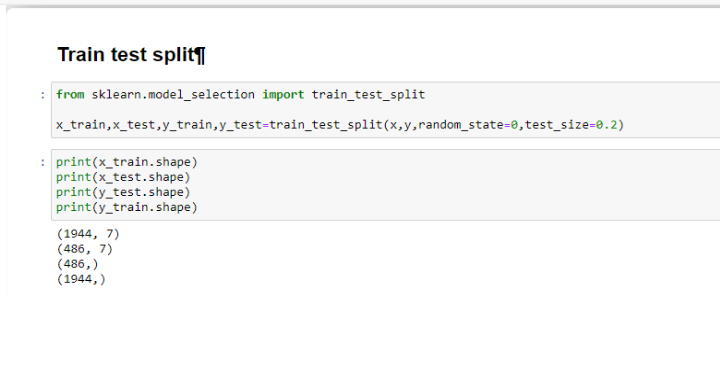 Train test split¶
: from sklearn.model_selection import train_test_split
x_train,x_test,y_train,y_test=train_test_split(x,y,random_state=0,test_size=0.2)
: print(x_train.shape)
print(x_test.shape)
print(y_test.shape)
print(y_train.shape)
(1944, 7)
(486, 7)
(486,)
(1944,)